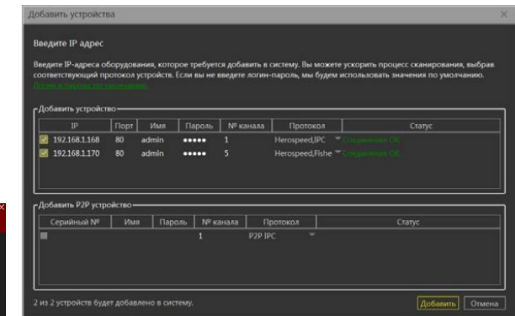 Добавить устройства
Введите IP адрес
Введите IP-адреса оборудования, которое требуется добавить в систему. Вы можете ускорить процесс сканирования, выбрав
соответствующий протокол устройств. Если вы не введете логин-пароль, мы будем использовать значения по умолчанию.
Добавить устройство
IP Порт Имя Пароль № канала Протокол Статус
192.168.1.168 80 admin ●●●●● 1 Herospeed,IPC Соединение ОК
192.168.1.170 80 admin ●●●●● 5 Herospeed,Fishe Соединение ОК
Добавить P2P устройство
Серийный № Имя Пароль № канала Протокол Статус
1 P2P IPC
2 из 2 устройств будет добавлено в систему.
Добавить Отмена